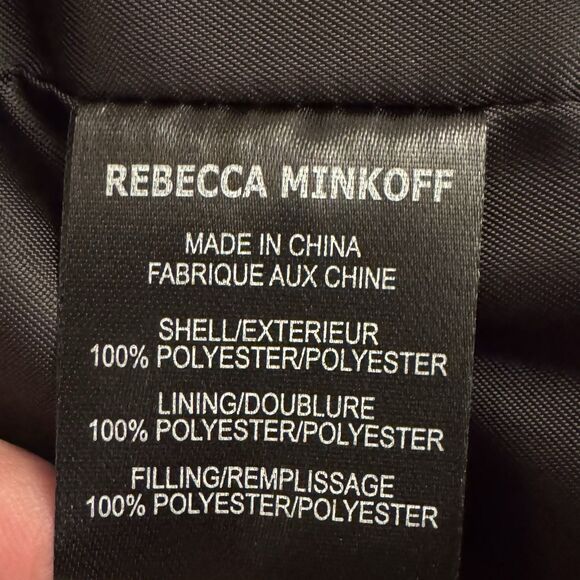 REBECCA MINKOFF
MADE IN CHINA
FABRIQUE AUX CHINE
SHELL/EXTERIEUR
100% POLYESTER/POLYESTER
LINING/DOUBLURE
100% POLYESTER/POLYESTER
FILLING/REMPLISSAGE
100% POLYESTER/POLYESTER